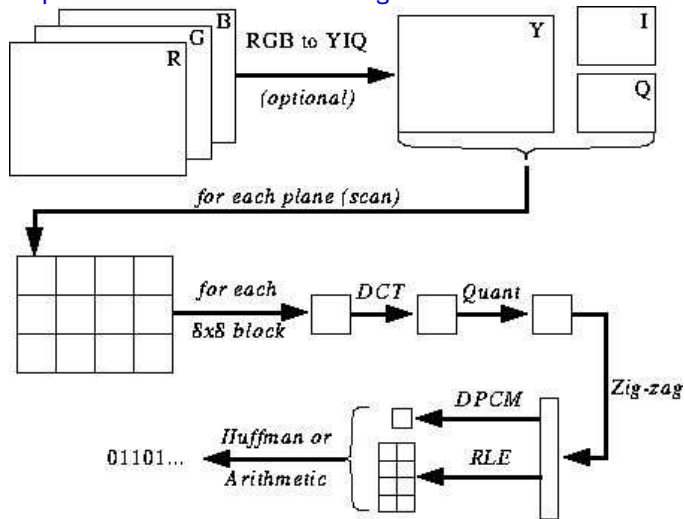 B
G
R
RGB to YIQ
(optional)
Y
I
Q
for each plane (scan)
for each
8x8 block
DCT
Quant
Zig-zag
DPCM
RLE
Huffman or
Arithmetic
01101...